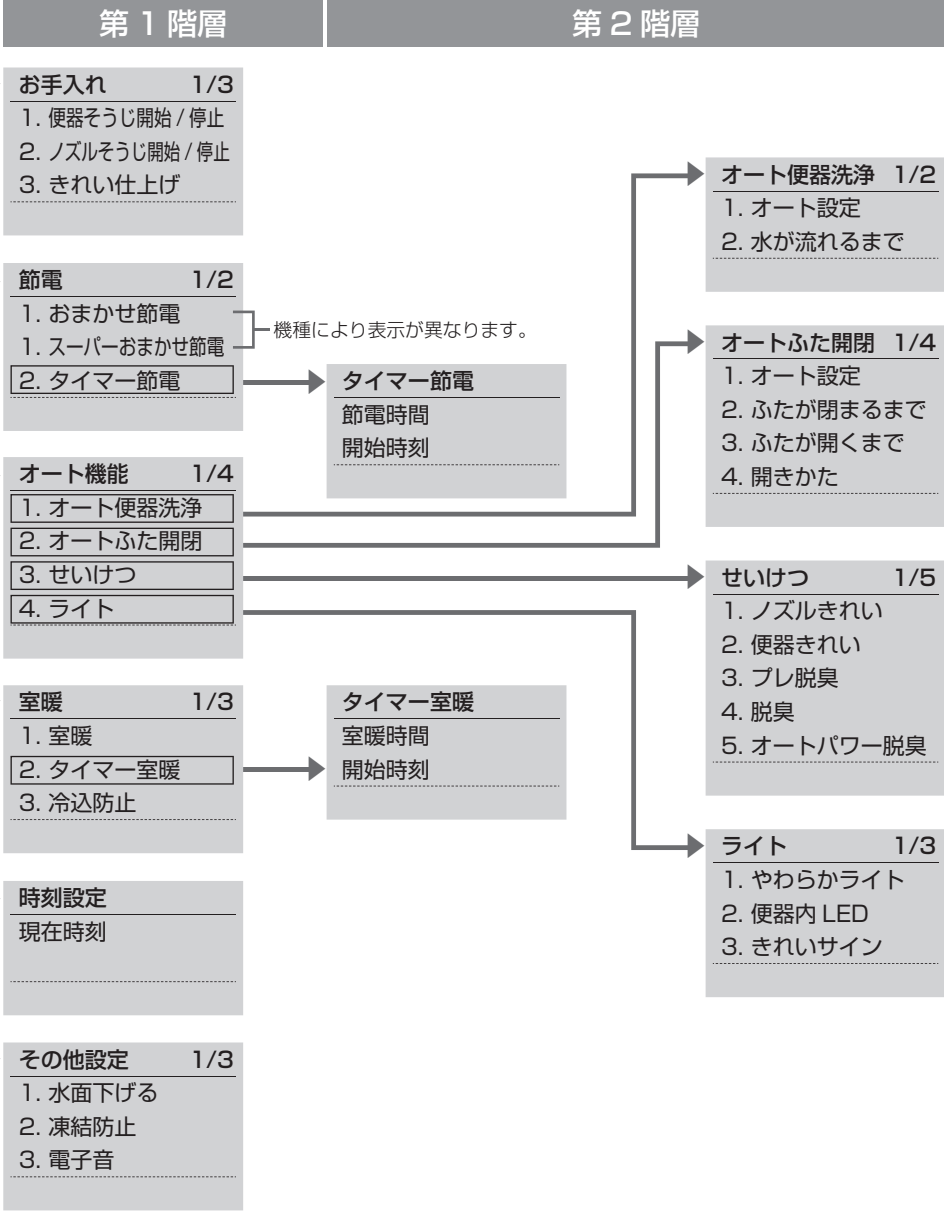 第 1 階層
第 2 階層
お手入れ 1/3
1. 便器そうじ開始 / 停止
2. ノズルそうじ開始 / 停止
3. きれい仕上げ
節電 1/2
1. おまかせ節電
1. スーパーおまかせ節電
機種により表示が異なります。
2. タイマー節電
タイマー節電
節電時間
開始時刻
オート機能 1/4
1. オート便器洗浄
2. オートふた開閉
3. せいけつ
4. ライト
オート便器洗浄 1/2
1. オート設定
2. 水が流れるまで
オートふた開閉 1/4
1. オート設定
2. ふたが閉まるまで
3. ふたが開くまで
4. 開きかた
せいけつ 1/5
1. ノズルきれい
2. 便器きれい
3. プレ脱臭
4. 脱臭
5. オートパワー脱臭
ライト 1/3
1. やわらかライト
2. 便器内 LED
3. きれいサイン
室暖 1/3
1. 室暖
2. タイマー室暖
3. 冷込防止
タイマー室暖
室暖時間
開始時刻
時刻設定
現在時刻
その他設定 1/3
1. 水面下げる
2. 凍結防止
3. 電子音